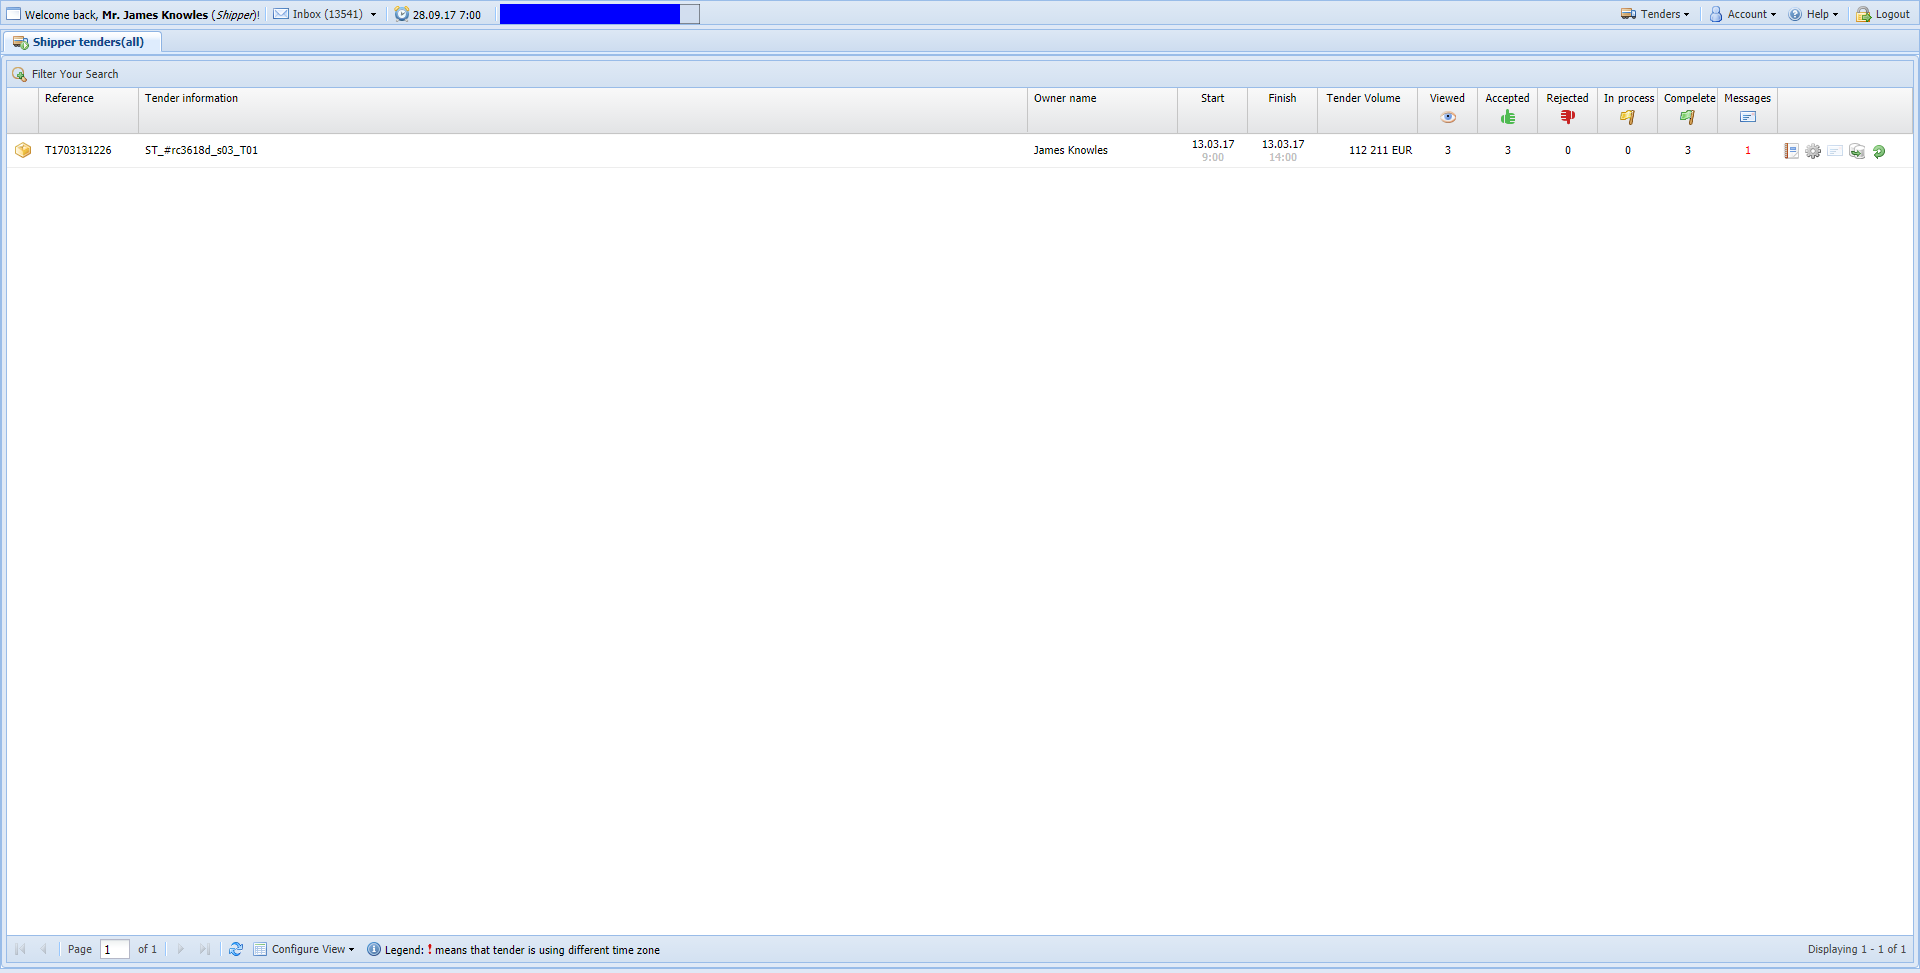 Welcome back, Mr. James Knowles (Shipper)! Inbox (13541) 28.09.17 7:00 Tenders Account Help Logout
Shipper tenders(all)
Filter Your Search
Reference Tender information Owner name Start Finish Tender Volume Viewed Accepted Rejected In process Compelete Messages
T1703131226 ST_#rc3618d_s03_T01 James Knowles 13.03.17 13.03.17 112 211 EUR 3 3 0 0 3 1
9:00 14:00
Page 1 of 1 Configure View Legend: ! means that tender is using different time zone Displaying 1 - 1 of 1